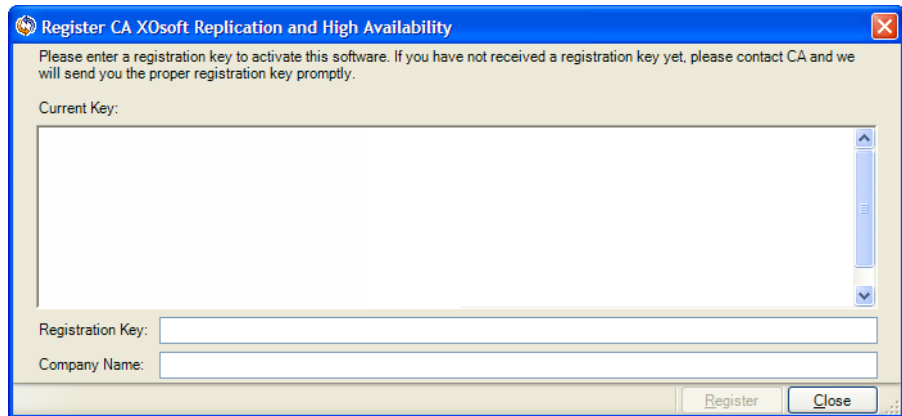 Register CA XOsoft Replication and High Availability
Please enter a registration key to activate this software. If you have not received a registration key yet, please contact CA and we
will send you the proper registration key promptly.
Current Key:
Registration Key:
Company Name:
Register
Close